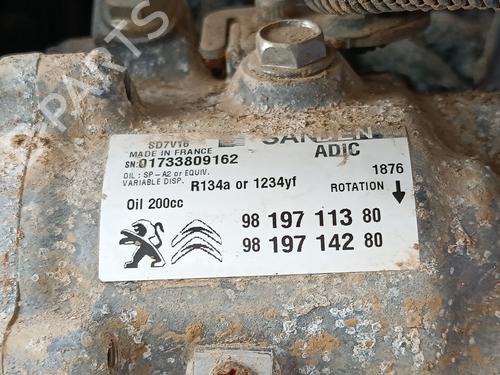 SD7V16 SANDEN
MADE IN FRANCE ADIC
SN:01733809162
OIL : SP-A2 or EQUIV. 1876
VARIABLE DISP. R134a or 1234yf ROTATION
Oil 200cc
98 197 113 80
98 197 142 80